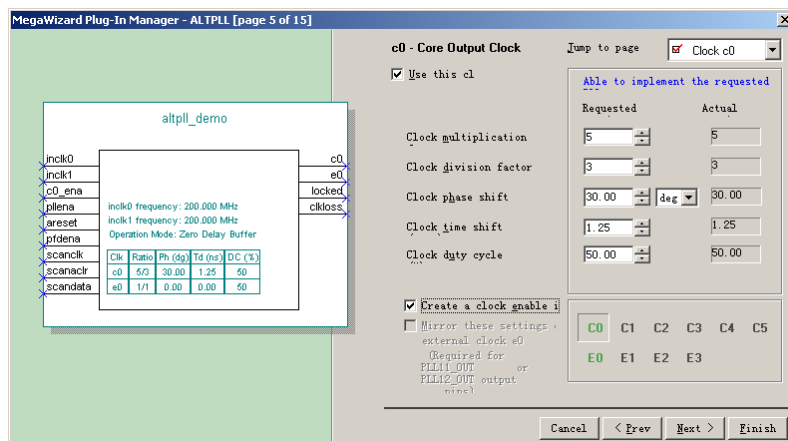 MegaWizard Plug-In Manager - ALTPLL [page 5 of 15]
c0 - Core Output Clock
Jump to page
Clock c0
Use this cl
Able to implement the requested
Requested Actual
Clock multiplication 5 5
Clock division factor 3 3
Clock phase shift 30.00 deg 30.00
Clock time shift 1.25 1.25
Clock duty cycle 50.00 50.00
Create a clock enable i
Mirror these settings
external clock e0
(Required for
PLL11_OUT or
PLL12_OUT output
pins)
C0 C1 C2 C3 C4 C5
E0 E1 E2 E3
altpll_demo
inclk0
inclk1
c0_ena
pllena
areset
pfdena
scanclk
scanaclr
scandata
c0
e0
locked
clkloss
inclk0 frequency: 200.000 MHz
inclk1 frequency: 200.000 MHz
Operation Mode: Zero Delay Buffer
Clk Ratio Ph (dg) Td (ns) DC (%)
c0 5/3 30.00 1.25 50
e0 1/1 0.00 0.00 50
Cancel < Prev Next > Finish